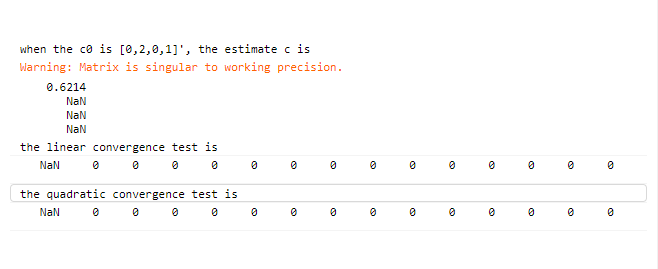 when the c0 is [0,2,0,1]', the estimate c is
Warning: Matrix is singular to working precision.
0.6214
NaN
NaN
NaN
the linear convergence test is
NaN 0 0 0 0 0 0 0 0 0 0 0 0 0 0
the quadratic convergence test is
NaN 0 0 0 0 0 0 0 0 0 0 0 0 0 0